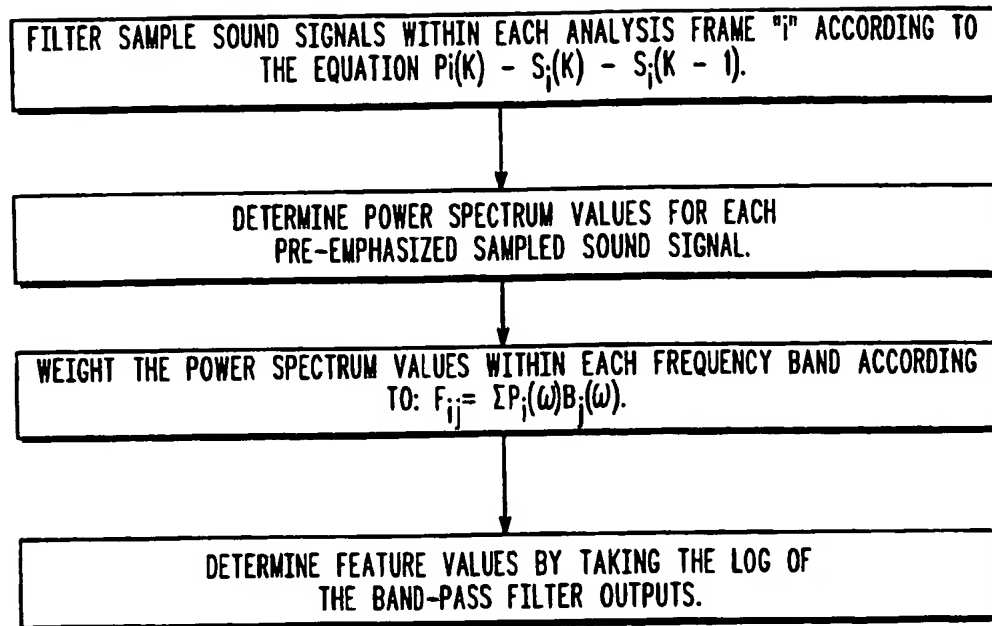 FILTER SAMPLE SOUND SIGNALS WITHIN EACH ANALYSIS FRAME "i" ACCORDING TO
THE EQUATION Pi(K) - Si(K) - Si(K - 1).
DETERMINE POWER SPECTRUM VALUES FOR EACH
PRE-EMPHASIZED SAMPLED SOUND SIGNAL.
WEIGHT THE POWER SPECTRUM VALUES WITHIN EACH FREQUENCY BAND ACCORDING
TO: Fij= ΣPi(ω)Bj(ω).
DETERMINE FEATURE VALUES BY TAKING THE LOG OF
THE BAND-PASS FILTER OUTPUTS.